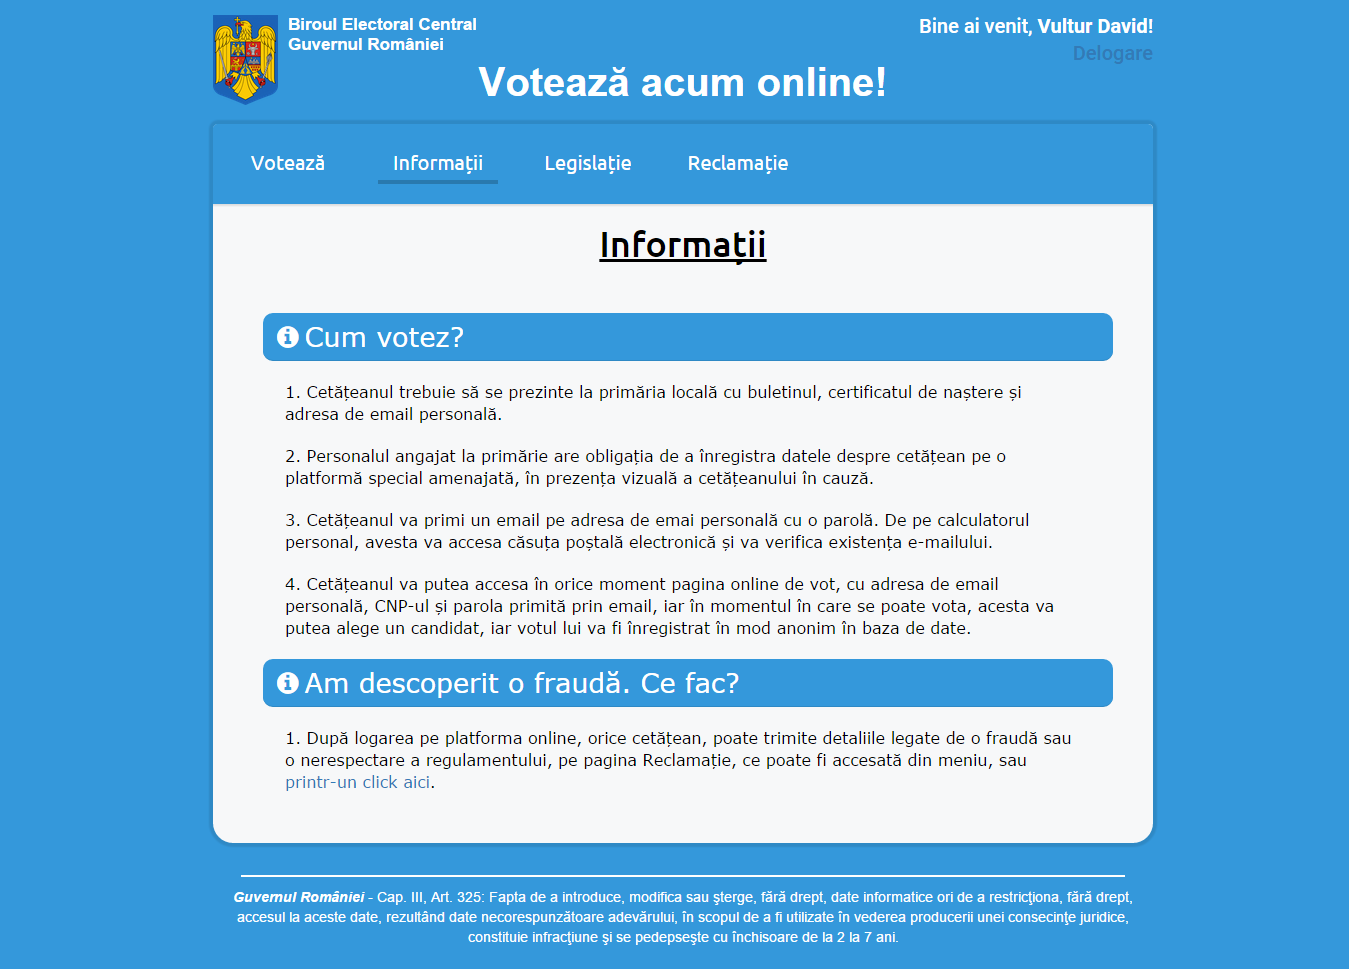 Biroul Electoral Central
Guvernul României
Bine ai venit, Vultur David!
Delogare
Votează acum online!
Votează Informații Legislație Reclamație
Informații
Cum votez?
1. Cetățeanul trebuie să se prezinte la primăria locală cu buletinul, certificatul de naștere și
adresa de email personală.
2. Personalul angajat la primărie are obligația de a înregistra datele despre cetățean pe o
platformă special amenajată, în prezența vizuală a cetățeanului în cauză.
3. Cetățeanul va primi un email pe adresa de emai personală cu o parolă. De pe calculatorul
personal, avesta va accesa căsuța poștală electronică și va verifica existența e-mailului.
4. Cetățeanul va putea accesa în orice moment pagina online de vot, cu adresa de email
personală, CNP-ul și parola primită prin email, iar în momentul în care se poate vota, acesta va
putea alege un candidat, iar votul lui va fi înregistrat în mod anonim în baza de date.
Am descoperit o fraudă. Ce fac?
1. După logarea pe platforma online, orice cetățean, poate trimite detaliile legate de o fraudă sau
o nerespectare a regulamentului, pe pagina Reclamație, ce poate fi accesată din meniu, sau
printr-un click aici.
Guvernul României - Cap. III, Art. 325: Fapta de a introduce, modifica sau şterge, fără drept, date informatice ori de a restricţiona, fără drept,
accesul la aceste date, rezultând date necorespunzătoare adevărului, în scopul de a fi utilizate în vederea producerii unei consecinţe juridice,
constituie infracţiune şi se pedepseşte cu închisoare de la 2 la 7 ani.